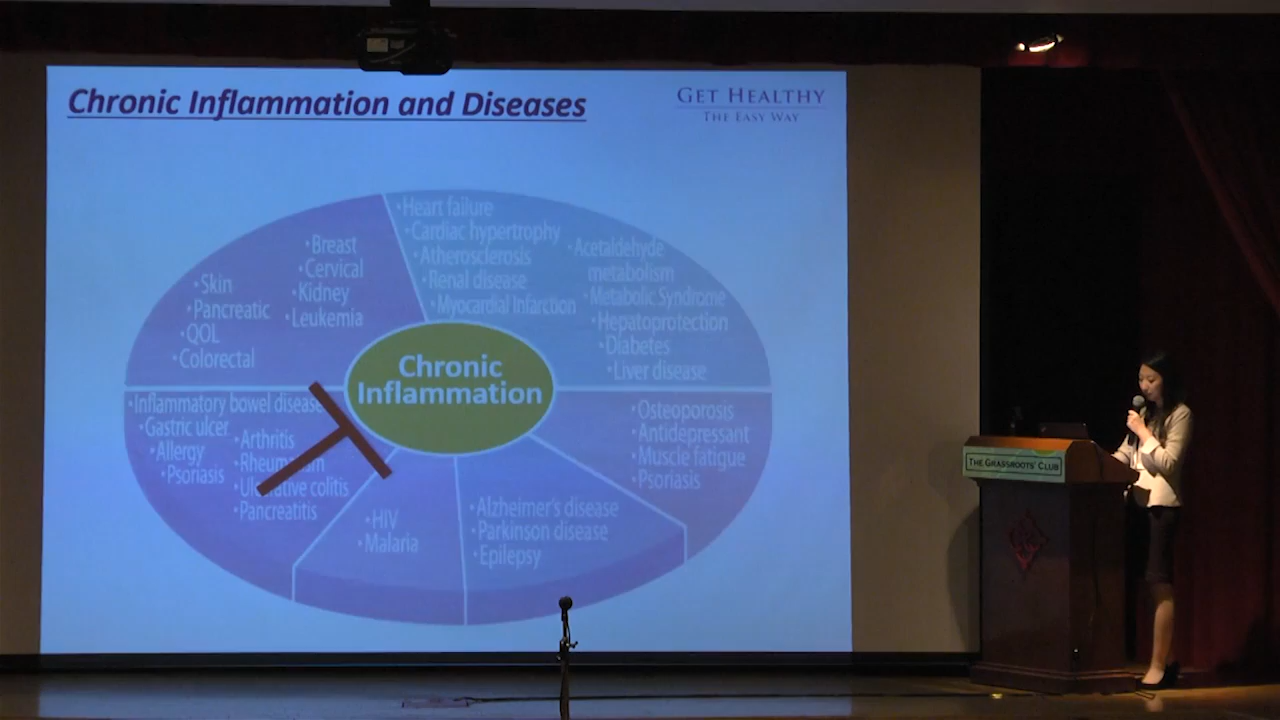 Chronic Inflammation and Diseases
GET HEALTHY
THE EASY WAY
•Heart failure
•Cardiac hypertrophy
•Atherosclerosis
•Renal disease
•Myocardial Infarction
•Acetaldehyde
metabolism
•Metabolic Syndrome
•Hepatoprotection
•Diabetes
•Liver disease
•Breast
•Cervical
•Kidney
•Leukemia
•Skin
•Pancreatic
•QOL
•Colorectal
Chronic
Inflammation
•Inflammatory bowel disease
•Gastric ulcer
•Allergy
•Psoriasis
•Arthritis
•Rheumatism
•Ulcerative colitis
•Pancreatitis
•HIV
•Malaria
•Alzheimer's disease
•Parkinson disease
•Epilepsy
•Osteoporosis
•Antidepressant
•Muscle fatigue
•Psoriasis
THE GRASSROOTS' CLUB